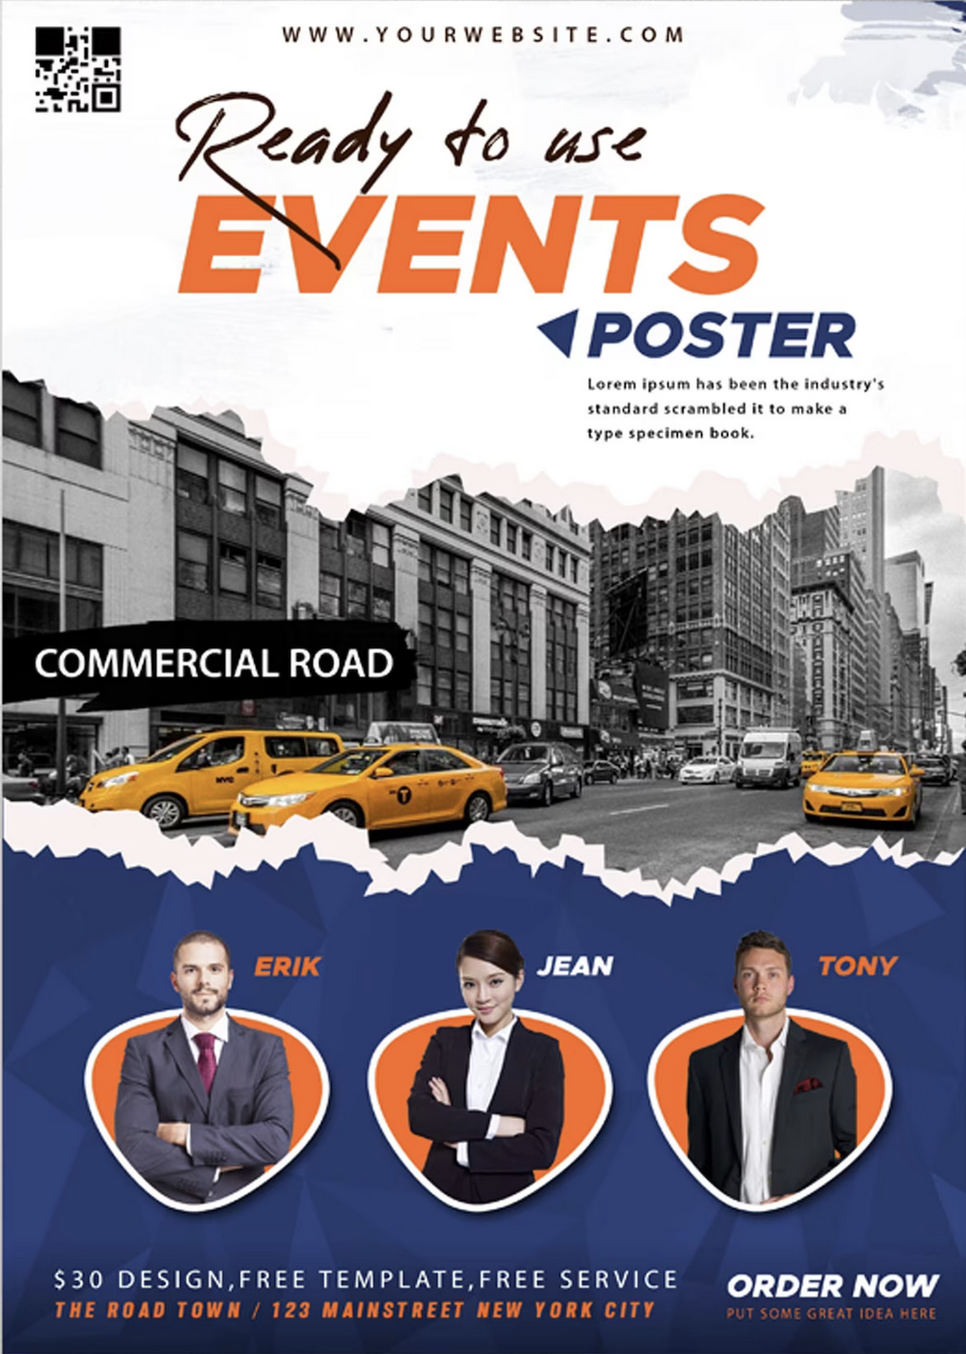 WWW.YOURWEBSITE.COM
Ready to use
EVENTS
POSTER
Lorem ipsum has been the industry's
standard scrambled it to make a
type specimen book.
COMMERCIAL ROAD
NYC
T
ERIK
JEAN
TONY
$30 DESIGN,FREE TEMPLATE,FREE SERVICE
THE ROAD TOWN / 123 MAINSTREET NEW YORK CITY
ORDER NOW
PUT SOME GREAT IDEA HERE